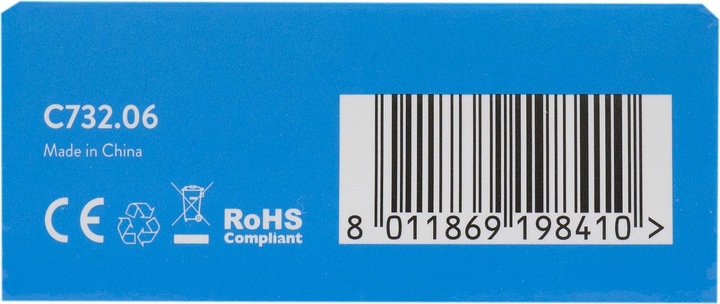 C732.06
Made in China
CE
RoHS
Compliant
8 011869 198410 >